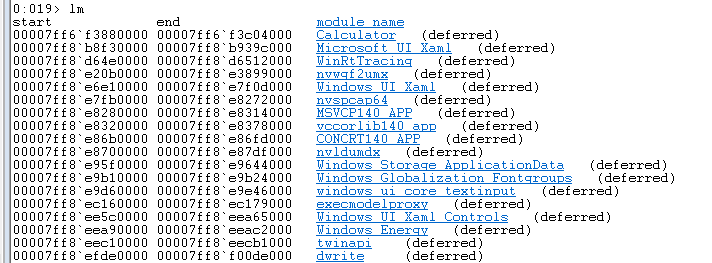 0:019> lm
start             end                 module name
00007ff6`f3880000 00007ff6`f3c04000   Calculator   (deferred)
00007ff8`b8f30000 00007ff8`b939c000   Microsoft_UI_Xaml   (deferred)
00007ff8`d64e0000 00007ff8`d6512000   WinRtTracing   (deferred)
00007ff8`e20b0000 00007ff8`e3899000   nvwgf2umx   (deferred)
00007ff8`e6e10000 00007ff8`e7f0d000   Windows_UI_Xaml   (deferred)
00007ff8`e7fb0000 00007ff8`e8272000   nvspcap64   (deferred)
00007ff8`e8280000 00007ff8`e8314000   MSVCP140_APP   (deferred)
00007ff8`e8320000 00007ff8`e8378000   vccorlib140_app   (deferred)
00007ff8`e86b0000 00007ff8`e86fd000   CONCRT140_APP   (deferred)
00007ff8`e8700000 00007ff8`e87df000   nvldumdx   (deferred)
00007ff8`e95f0000 00007ff8`e9644000   Windows_Storage_ApplicationData   (deferred)
00007ff8`e9b10000 00007ff8`e9b24000   Windows_Globalization_Fontgroups   (deferred)
00007ff8`e9d60000 00007ff8`e9e46000   windows_ui_core_textinput   (deferred)
00007ff8`ec160000 00007ff8`ec179000   execmodelproxy   (deferred)
00007ff8`ee5c0000 00007ff8`eea65000   Windows_UI_Xaml_Controls   (deferred)
00007ff8`eea90000 00007ff8`eeac2000   Windows_Energy   (deferred)
00007ff8`eec10000 00007ff8`eecb1000   twinapi   (deferred)
00007ff8`efde0000 00007ff8`f00de000   dwrite   (deferred)